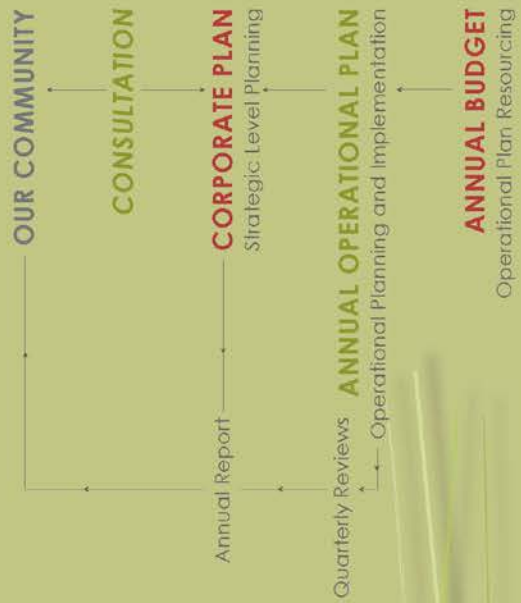 OUR COMMUNITY
CONSULTATION
CORPORATE PLAN
Strategic Level Planning
Annual Report
ANNUAL OPERATIONAL PLAN
Operational Planning and Implementation
Quarterly Reviews
ANNUAL BUDGET
Operational Plan Resourcing